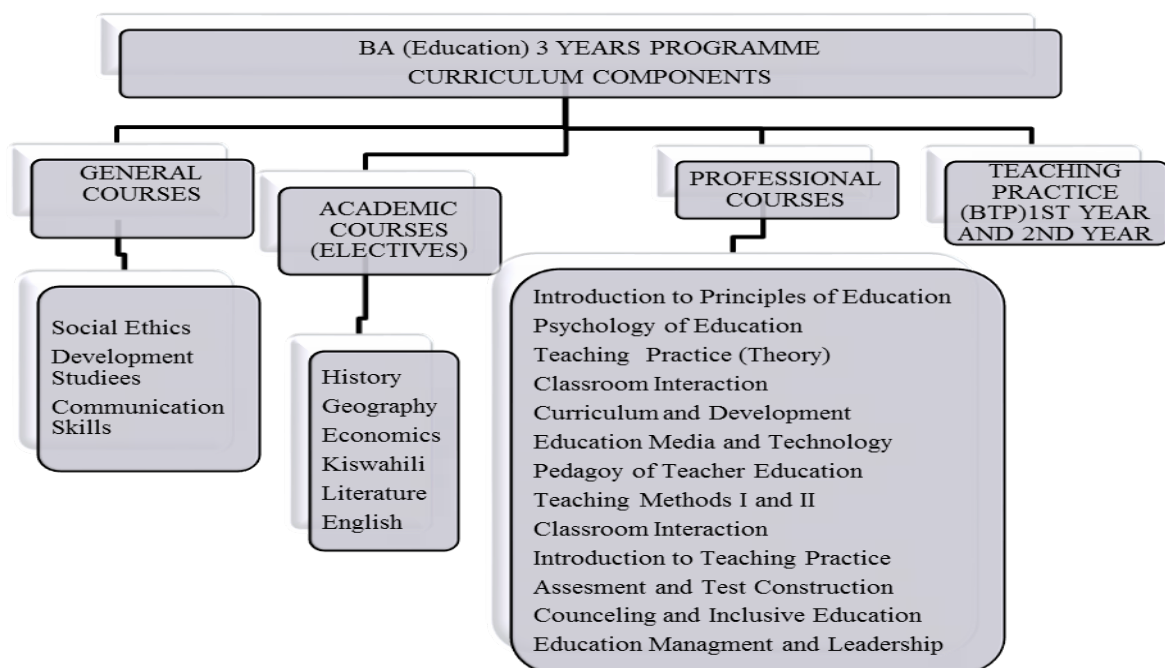 BA (Education) 3 YEARS PROGRAMME
CURRICULUM COMPONENTS
GENERAL
COURSES
Social Ethics
Development
Studiees
Communication
Skills
ACADEMIC
COURSES
(ELECTIVES)
History
Geography
Economics
Kiswahili
Literature
English
PROFESSIONAL
COURSES
Introduction to Principles of Education
Psychology of Education
Teaching Practice (Theory)
Classroom Interaction
Curriculum and Development
Education Media and Technology
Pedagoy of Teacher Education
Teaching Methods I and II
Classroom Interaction
Introduction to Teaching Practice
Assesment and Test Construction
Counceling and Inclusive Education
Education Managment and Leadership
TEACHING
PRACTICE
(BTP)1ST YEAR
AND 2ND YEAR